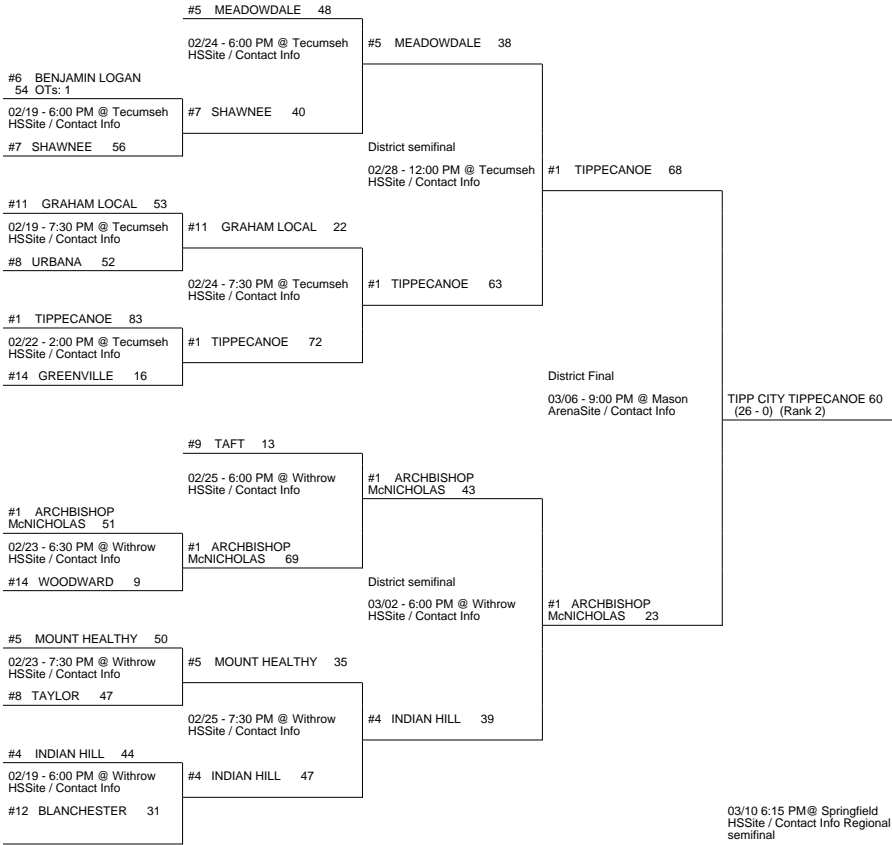 #5 MEADOWDALE 48
02/24 - 6:00 PM @ Tecumseh
HSSite / Contact Info
#5 MEADOWDALE 38
#6 BENJAMIN LOGAN
54 OTs: 1
02/19 - 6:00 PM @ Tecumseh
HSSite / Contact Info
#7 SHAWNEE 40
#7 SHAWNEE 56
District semifinal
02/28 - 12:00 PM @ Tecumseh
HSSite / Contact Info
#1 TIPPECANOE 68
#11 GRAHAM LOCAL 53
02/19 - 7:30 PM @ Tecumseh
HSSite / Contact Info
#11 GRAHAM LOCAL 22
#8 URBANA 52
02/24 - 7:30 PM @ Tecumseh
HSSite / Contact Info
#1 TIPPECANOE 63
#1 TIPPECANOE 83
02/22 - 2:00 PM @ Tecumseh
HSSite / Contact Info
#1 TIPPECANOE 72
#14 GREENVILLE 16
District Final
03/06 - 9:00 PM @ Mason
ArenaSite / Contact Info
TIPP CITY TIPPECANOE 60
(26 - 0) (Rank 2)
#9 TAFT 13
02/25 - 6:00 PM @ Withrow
HSSite / Contact Info
#1 ARCHBISHOP
McNICHOLAS 43
#1 ARCHBISHOP
McNICHOLAS 51
02/23 - 6:30 PM @ Withrow
HSSite / Contact Info
#1 ARCHBISHOP
McNICHOLAS 69
#14 WOODWARD 9
District semifinal
03/02 - 6:00 PM @ Withrow
HSSite / Contact Info
#1 ARCHBISHOP
McNICHOLAS 23
#5 MOUNT HEALTHY 50
02/23 - 7:30 PM @ Withrow
HSSite / Contact Info
#5 MOUNT HEALTHY 35
#8 TAYLOR 47
02/25 - 7:30 PM @ Withrow
HSSite / Contact Info
#4 INDIAN HILL 39
#4 INDIAN HILL 44
02/19 - 6:00 PM @ Withrow
HSSite / Contact Info
#4 INDIAN HILL 47
#12 BLANCHESTER 31
03/10 6:15 PM@ Springfield
HSSite / Contact Info Regional
semifinal